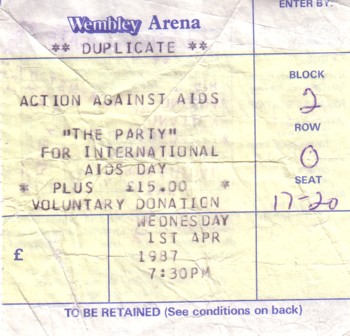 ENTER BY:
Wembley Arena
** DUPLICATE **
BLOCK
2
ACTION AGAINST AIDS
ROW
0
"THE PARTY"
FOR INTERNATIONAL
AIDS DAY
* PLUS £15.00 *
VOLUNTARY DONATION
SEAT
17-20
WEDNESDAY
1ST APR
£
1987
7:30PM
TO BE RETAINED (See conditions on back)